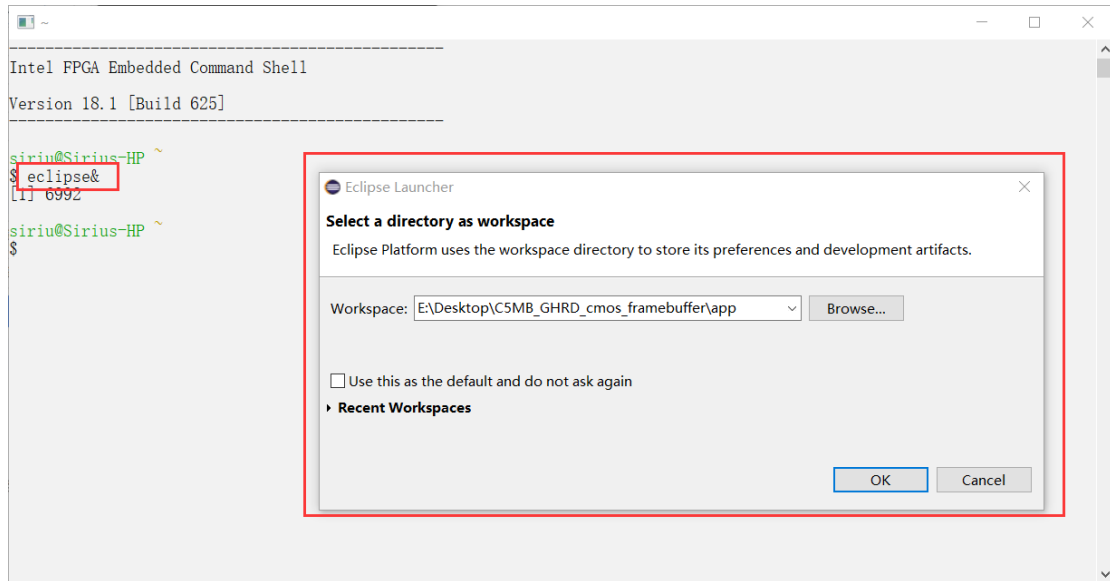 ~
------------------------------------------------
Intel FPGA Embedded Command Shell
Version 18.1 [Build 625]
------------------------------------------------
siriu@Sirius-HP ~
$ eclipse&
[1] 6992
siriu@Sirius-HP ~
$
Eclipse Launcher
Select a directory as workspace
Eclipse Platform uses the workspace directory to store its preferences and development artifacts.
Workspace: E:\Desktop\C5MB_GHRD_cmos_framebuffer\app Browse...
Use this as the default and do not ask again
Recent Workspaces
OK Cancel